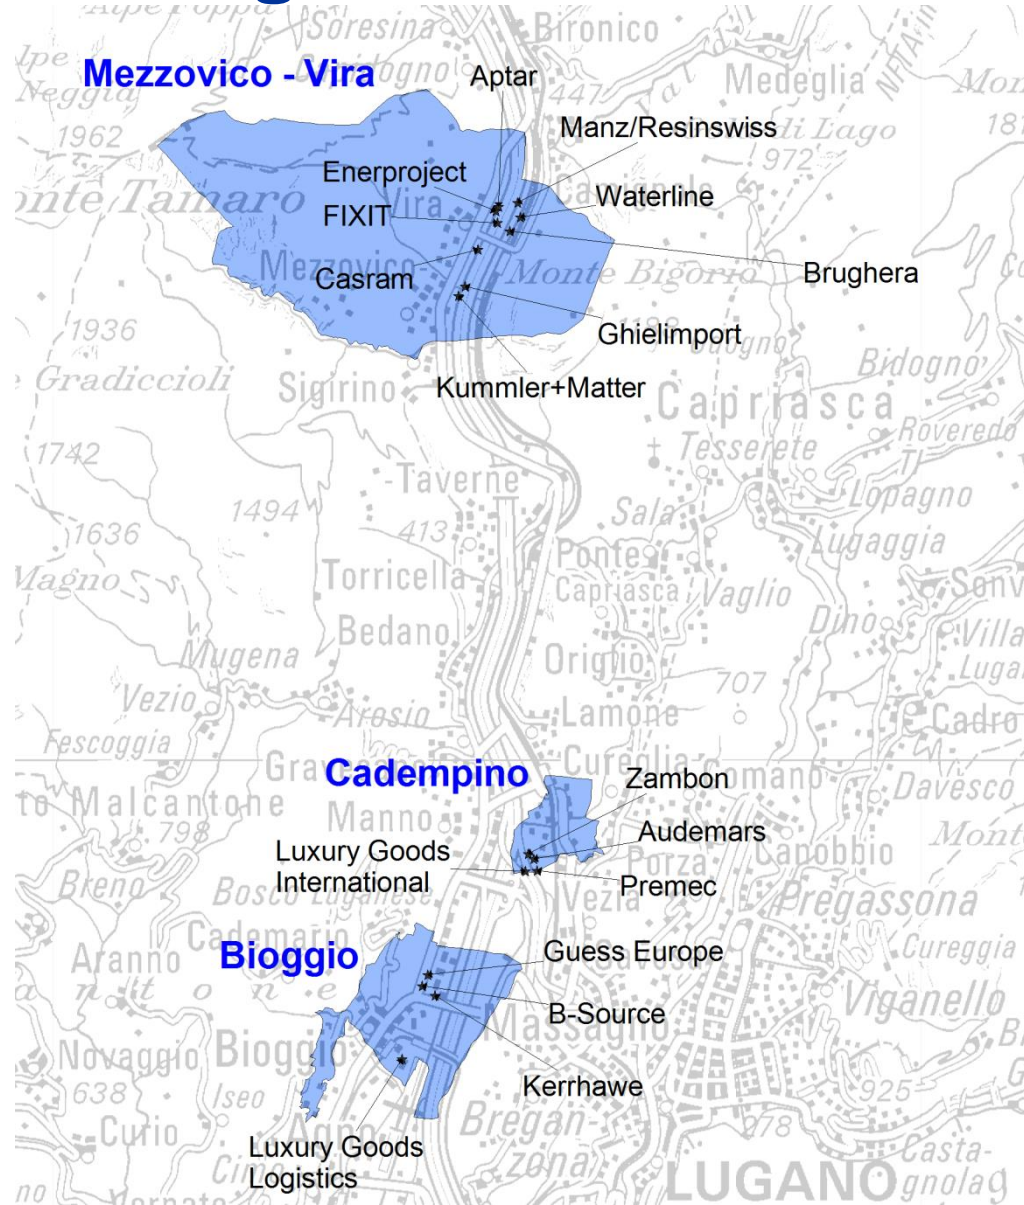 Soresina
Bironico
Mezzovico - Vira
Aptar
Medeglia
447
Neggia
1962
Manz/Resinswiss
di Lago
972
Enerproject
Waterline
Tamaro
FIXIT
Vira
Mezzovico-
Casram
Monte Bigorio
Brughera
1936
Ghielimport
Gradiccioli
Sigirino
Kummler+Matter
Bidogno
Capriasca
Roveredo
Tesserete
1742
-Taverne
Lopagno
1494
Sala
1636
413
Lugaggia
Magno
Ponte
Capriasca
Torricella
Vaglio
Bedano
Dino
Villa
Mugena
Origlio
707
Vezio
Arosio
Lamone
Cadro
Fescoggia
Cadempino
Zambon
Davesco
Malcantone
Manno
798
Audemars
Luxury Goods
International
Porza
Canobbio
Breno
Bosco Luganese
Premec
Vezia
Pregassona
Cademario
Aranno
Bioggio
Guess Europe
Cureggia
B-Source
Viganello
Novaggio
Bioggio
Kerrhawe
638
Iseo
Curio
Agno
Bregan-
zona
278
Luxury Goods
Logistics
Casta-
gnola
LUGANO